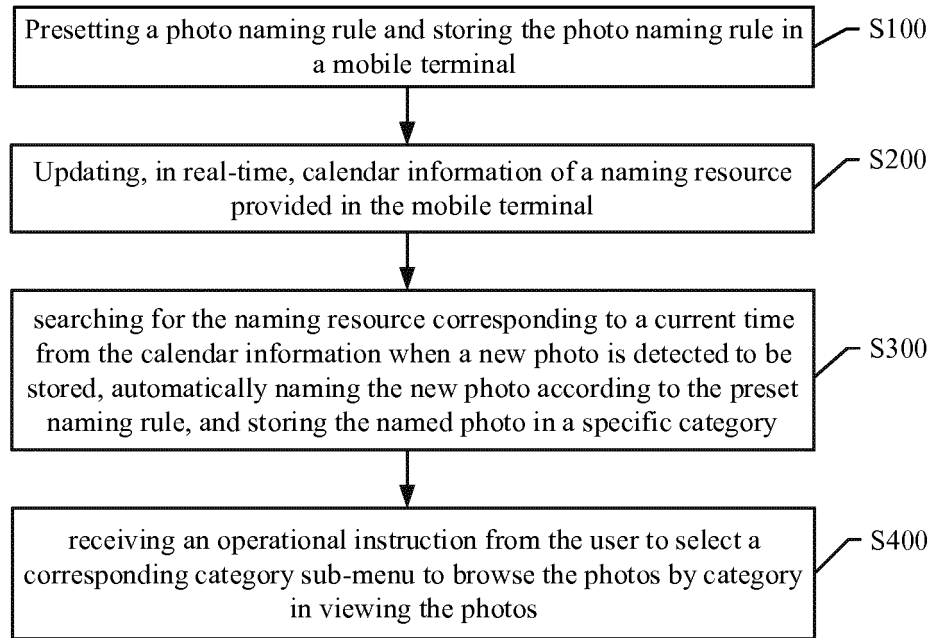 Presetting a photo naming rule and storing the photo naming rule in
a mobile terminal
S100
Updating, in real-time, calendar information of a naming resource
provided in the mobile terminal
S200
searching for the naming resource corresponding to a current time
from the calendar information when a new photo is detected to be
stored, automatically naming the new photo according to the preset
naming rule, and storing the named photo in a specific category
S300
receiving an operational instruction from the user to select a
corresponding category sub-menu to browse the photos by category
in viewing the photos
S400